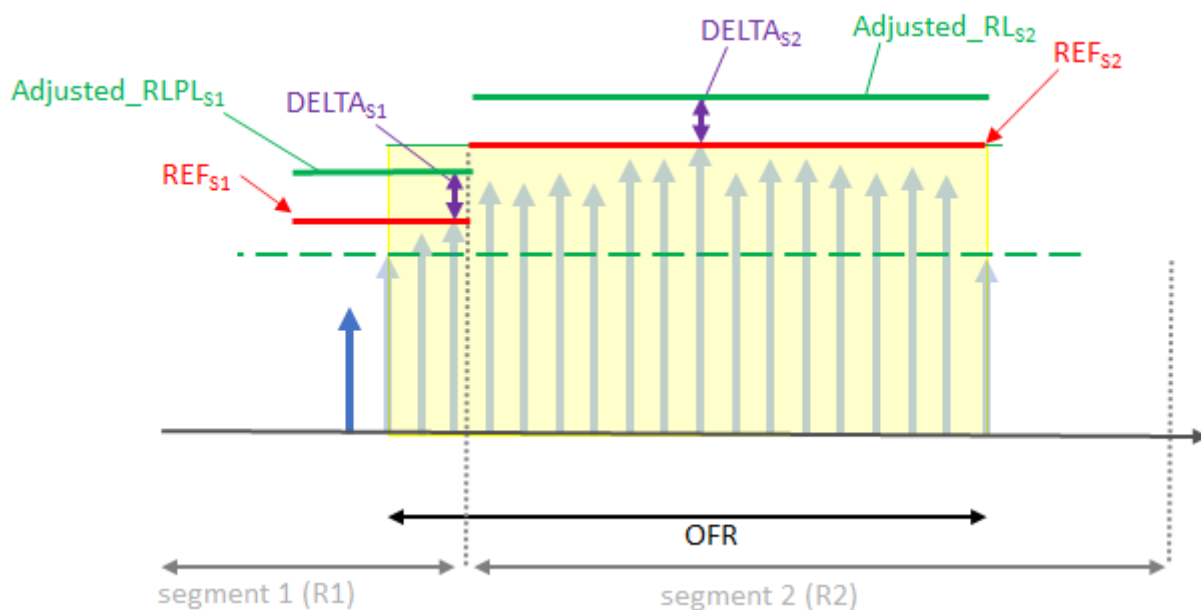 DELTAS2
Adjusted_RLS2
REFS2
Adjusted_RLPLS1
DELTAS1
REFS1
OFR
segment 1 (R1)
segment 2 (R2)